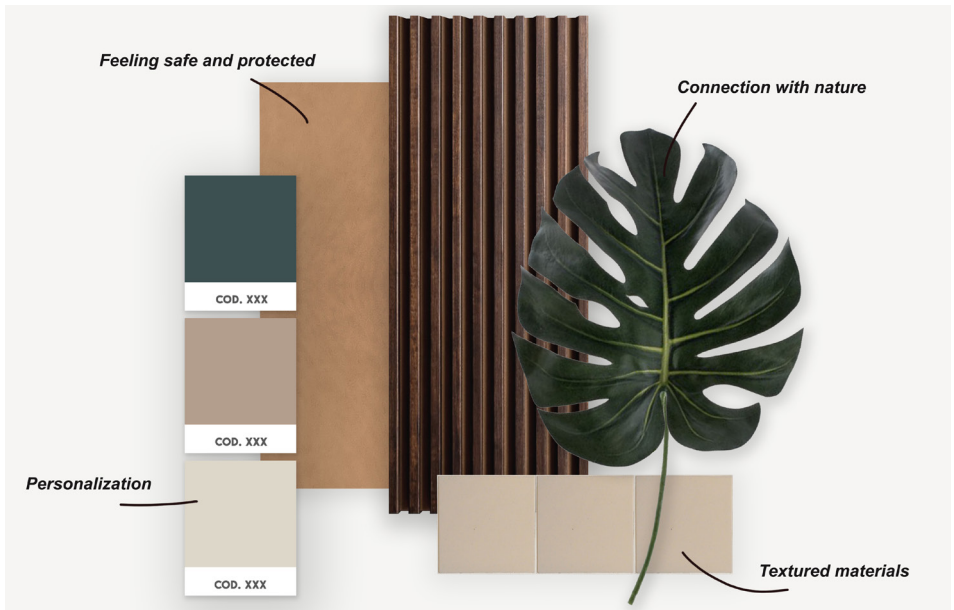 Feeling safe and protected
Connection with nature
COD. XXX
COD. XXX
Personalization
COD. XXX
Textured materials